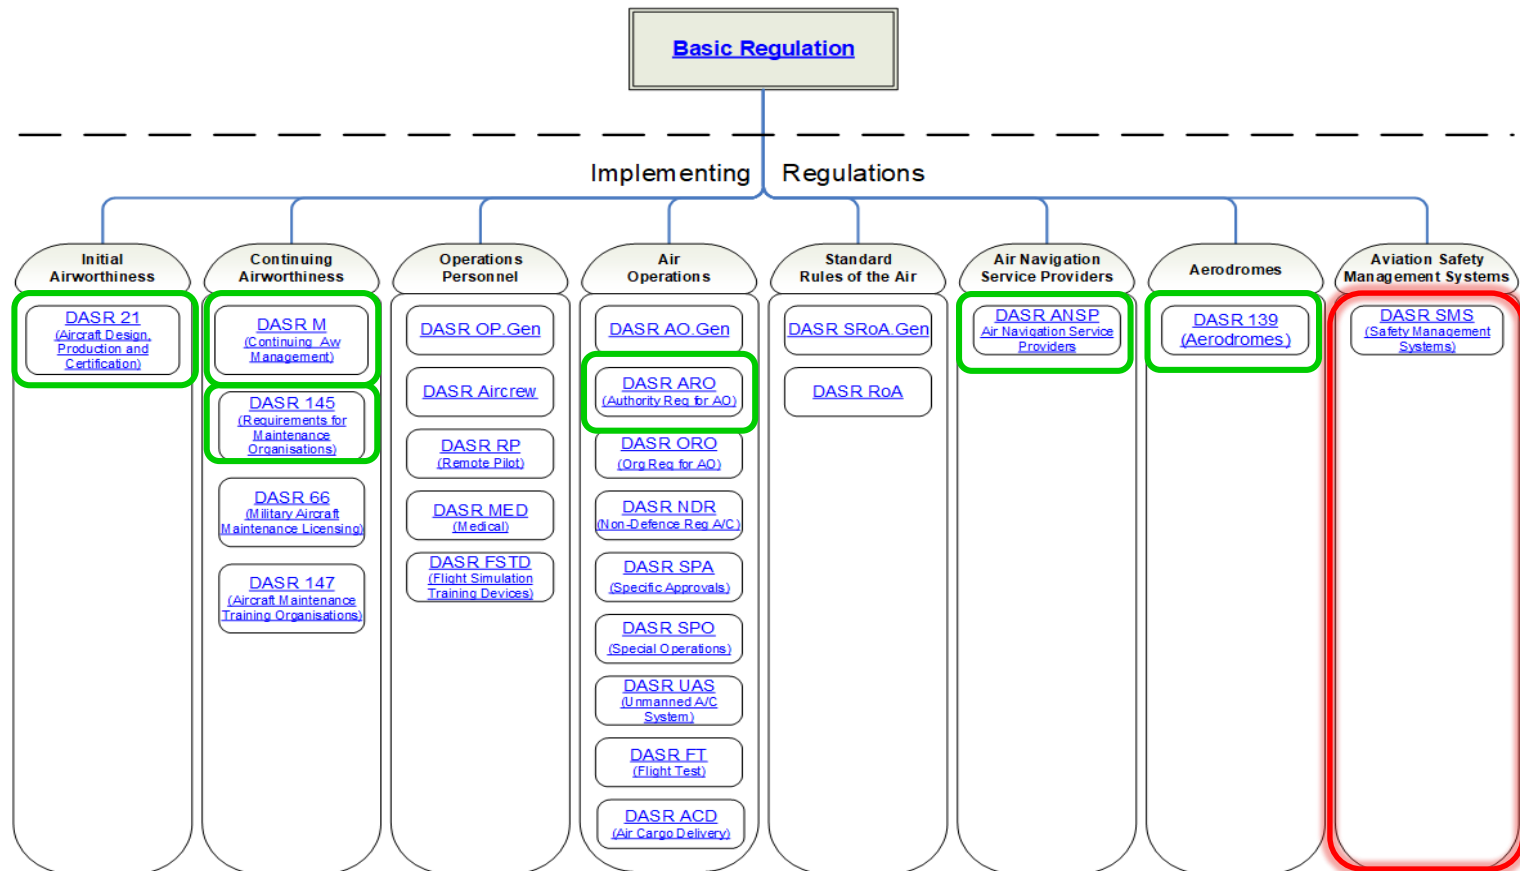 Basic Regulation
Implementing Regulations
Initial
Airworthiness
DASR 21
(Aircraft Design,
Production and
Certification)
Continuing
Airworthiness
DASR M
(Continuing Aw
Management)
DASR 145
(Requirements for
Maintenance
Organisations)
DASR 66
(Military Aircraft
Maintenance Licensing)
DASR 147
(Aircraft Maintenance
Training Organisations)
Operations
Personnel
DASR OP.Gen
DASR Aircrew
DASR RP
(Remote Pilot)
DASR MED
(Medical)
DASR FSTD
(Flight Simulation
Training Devices)
Air
Operations
DASR AO.Gen
DASR ARO
(Authority Req for AO)
DASR ORO
(Org Req for AO)
DASR NDR
(Non-Defence Reg A/C)
DASR SPA
(Specific Approvals)
DASR SPO
(Special Operations)
DASR UAS
(Unmanned A/C
System)
DASR FT
(Flight Test)
DASR ACD
(Air Cargo Delivery)
Standard
Rules of the Air
DASR SRoA.Gen
DASR RoA
Air Navigation
Service Providers
DASR ANSP
Air Navigation Service
Providers
Aerodromes
DASR 139
(Aerodromes)
Aviation Safety
Management Systems
DASR SMS
(Safety Management
Systems)